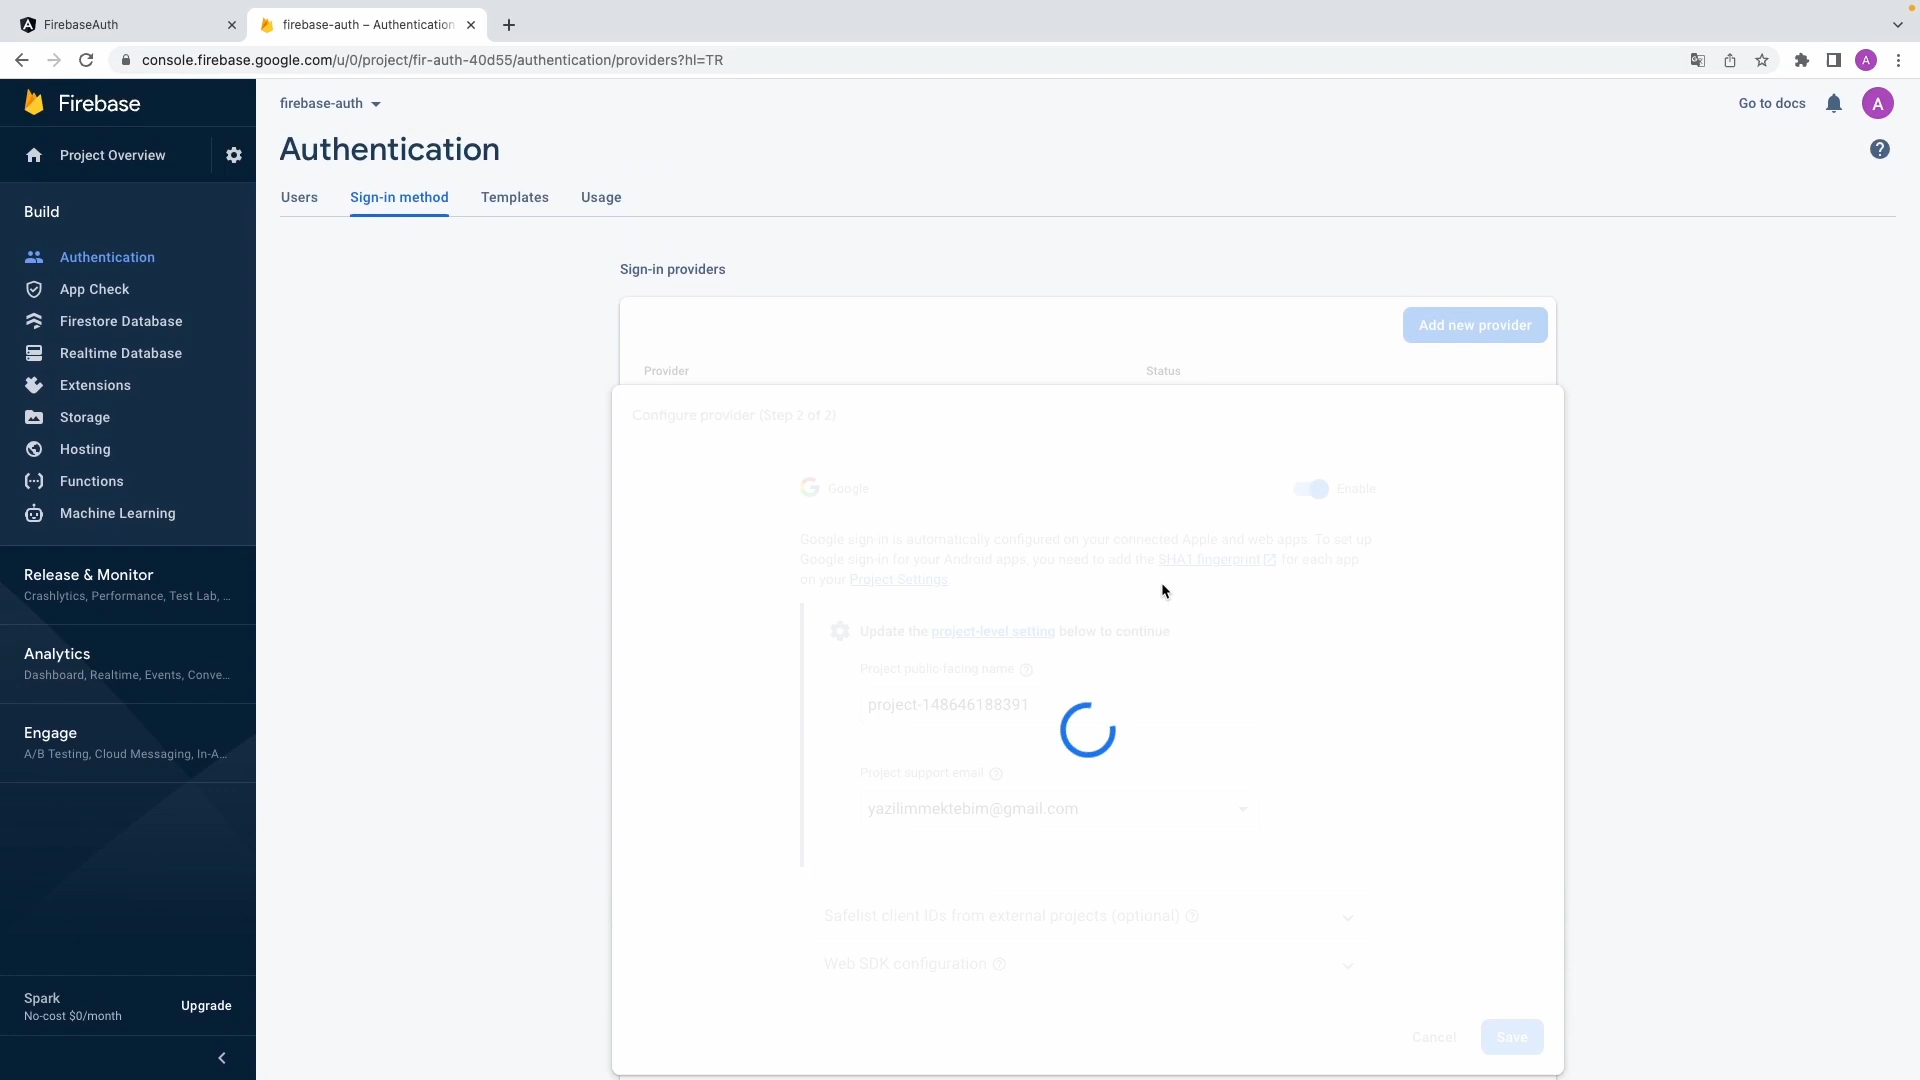 FirebaseAuth
firebase-auth – Authentication
console.firebase.google.com/u/0/project/fir-auth-40d55/authentication/providers?hl=TR
A
Firebase
firebase-auth
Go to docs
A
Project Overview
Authentication
Users
Sign-in method
Templates
Usage
Build
Authentication
App Check
Firestore Database
Realtime Database
Extensions
Storage
Hosting
Functions
Machine Learning
Release & Monitor
Crashlytics, Performance, Test Lab, …
Analytics
Dashboard, Realtime, Events, Conve…
Engage
A/B Testing, Cloud Messaging, In-A…
Spark
No-cost $0/month
Upgrade
Sign-in providers
Add new provider
Provider
Status
Configure provider (Step 2 of 2)
Google
Enable
Google sign-in is automatically configured on your connected Apple and web apps. To set up
Google sign-in for your Android apps, you need to add the SHA1 fingerprint for each app
on your Project Settings
Update the project-level setting below to continue
Project public-facing name
project-148646188391
Project support email
yazilimmektebim@gmail.com
Safelist client IDs from external projects (optional)
Web SDK configuration
Cancel
Save